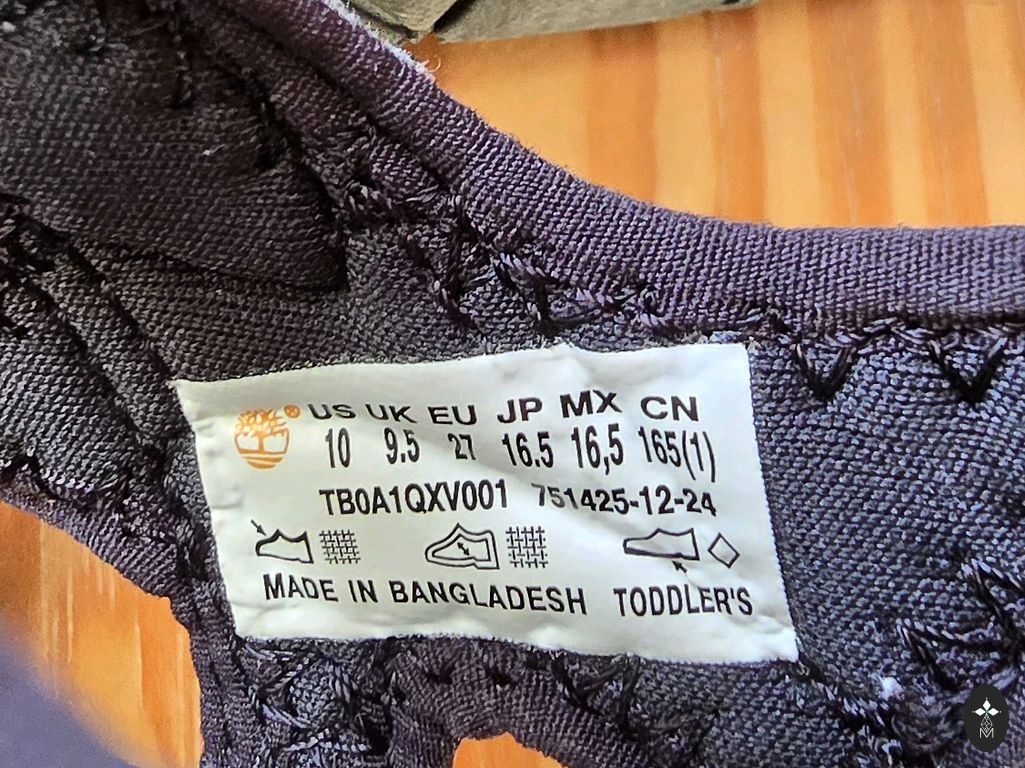 ® US UK EU JP MX CN
10 9.5 27 16.5 16,5 165(1)
TB0A1QXV001 751425-12-24
MADE IN BANGLADESH TODDLER'S
M